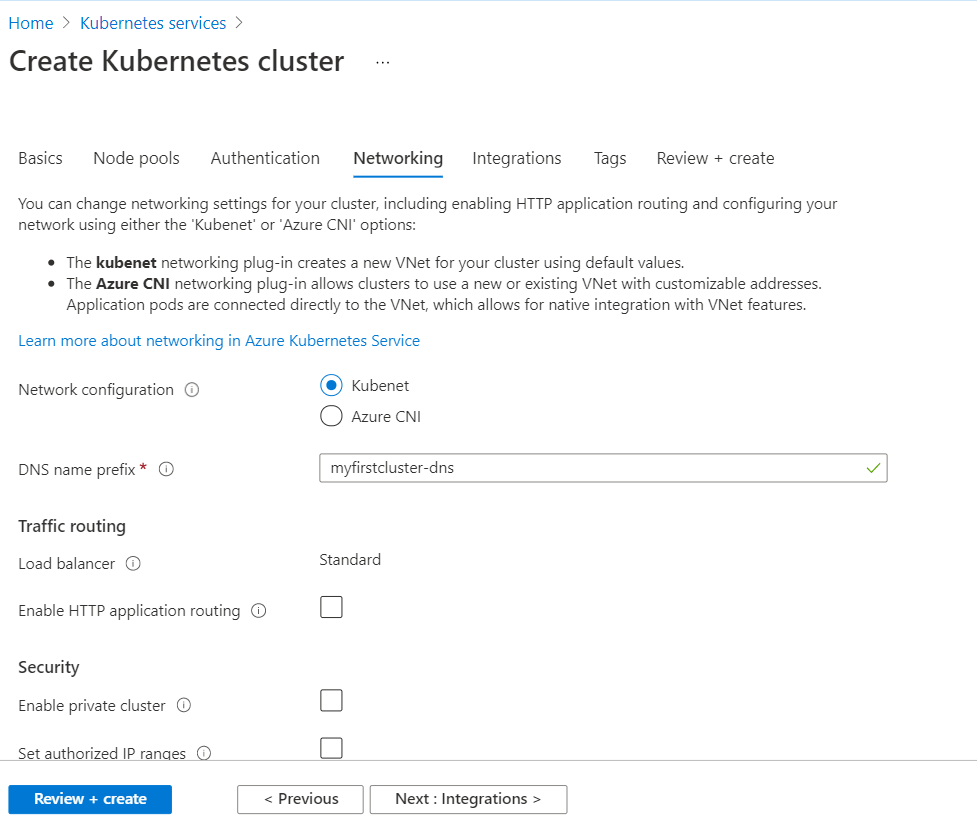 Home > Kubernetes services >
Create Kubernetes cluster ...
Basics Node pools Authentication Networking Integrations Tags Review + create
You can change networking settings for your cluster, including enabling HTTP application routing and configuring your
network using either the 'Kubenet' or 'Azure CNI' options:
• The kubenet networking plug-in creates a new VNet for your cluster using default values.
• The Azure CNI networking plug-in allows clusters to use a new or existing VNet with customizable addresses.
Application pods are connected directly to the VNet, which allows for native integration with VNet features.
Learn more about networking in Azure Kubernetes Service
Network configuration
Kubenet
Azure CNI
DNS name prefix * myfirstcluster-dns
Traffic routing
Load balancer Standard
Enable HTTP application routing
Security
Enable private cluster
Set authorized IP ranges
Review + create < Previous Next : Integrations >